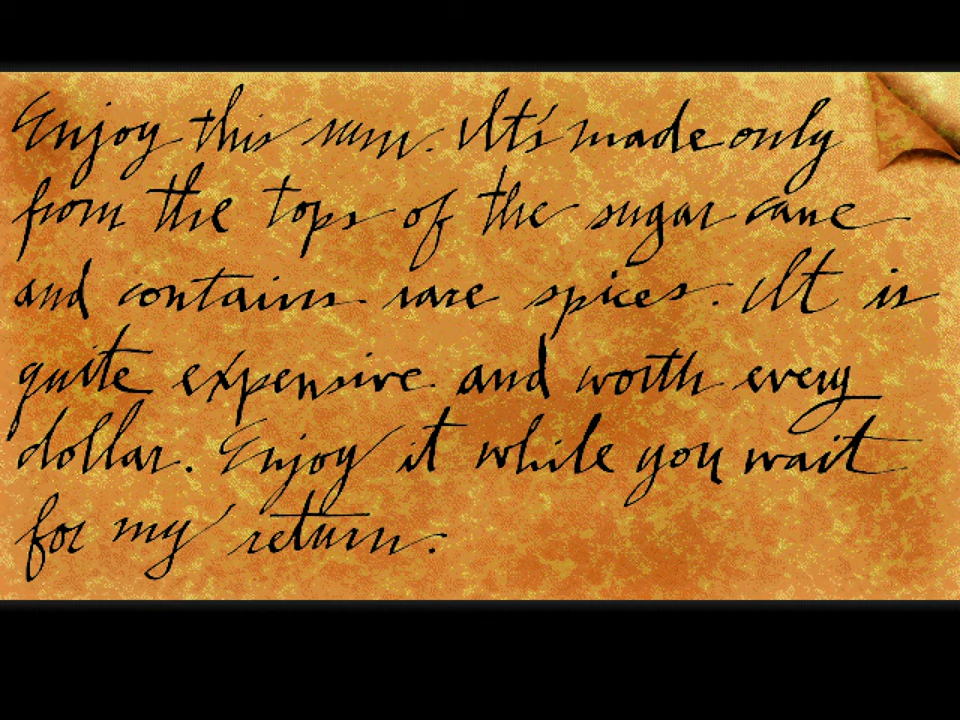 Enjoy this rum. It's made only
from the tops of the sugar cane
and contains rare spices. It is
quite expensive and worth every
dollar. Enjoy it while you wait
for my return.